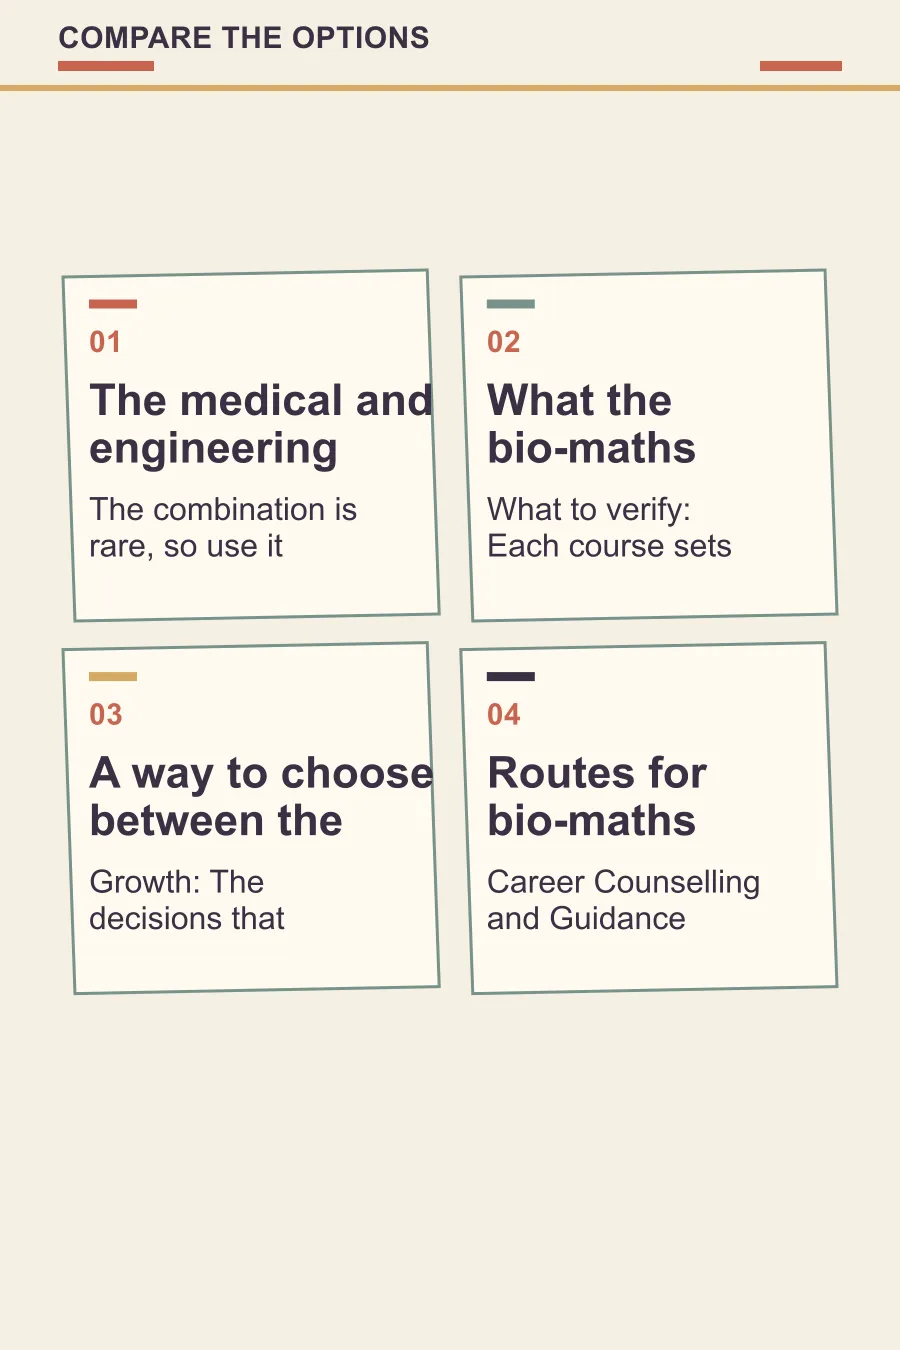 COMPARE THE OPTIONS
01
The medical and
engineering
The combination is
rare, so use it
02
What the
bio-maths
What to verify:
Each course sets
03
A way to choose
between the
Growth: The
decisions that
04
Routes for
bio-maths
Career Counselling
and Guidance